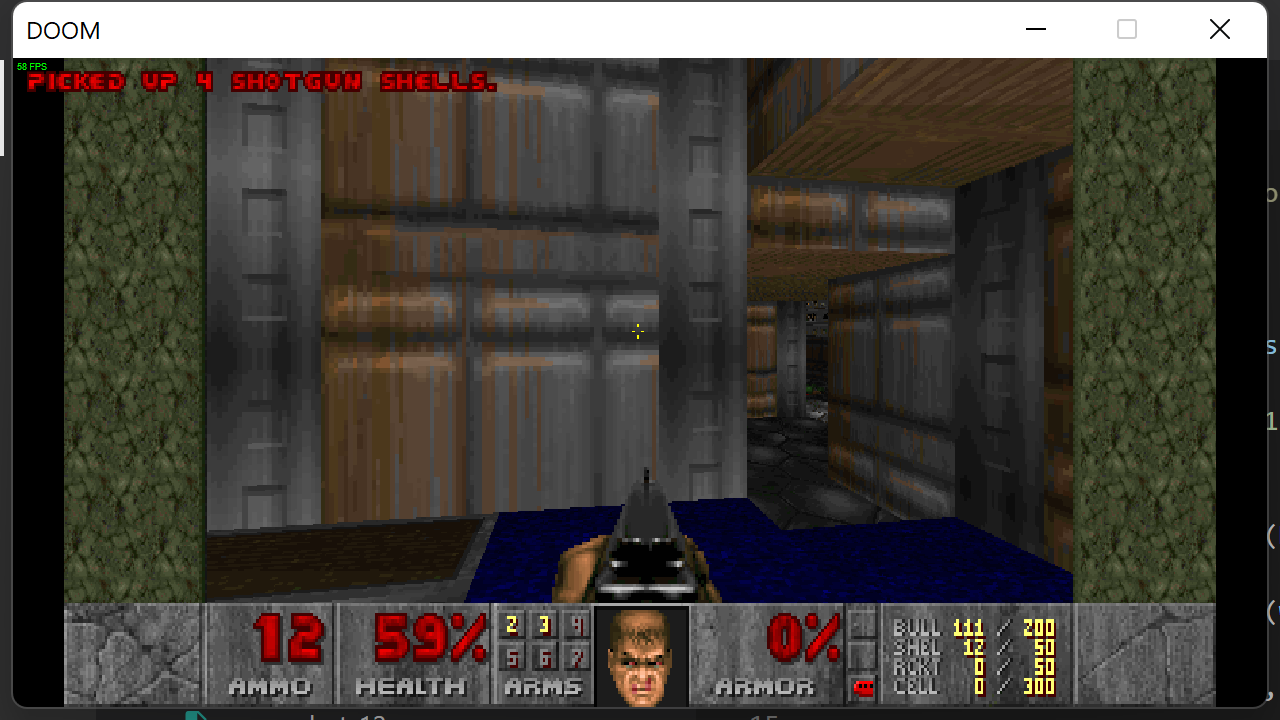 DOOM
58 FPS
PICKED UP 4 SHOTGUN SHELLS.
12 59% 2 3 4 0% BULL 111 / 200
SHEL 12 / 50
5 6 7 RCKT 0 / 50
AMMO HEALTH ARMS ARMOR CELL 0 / 300